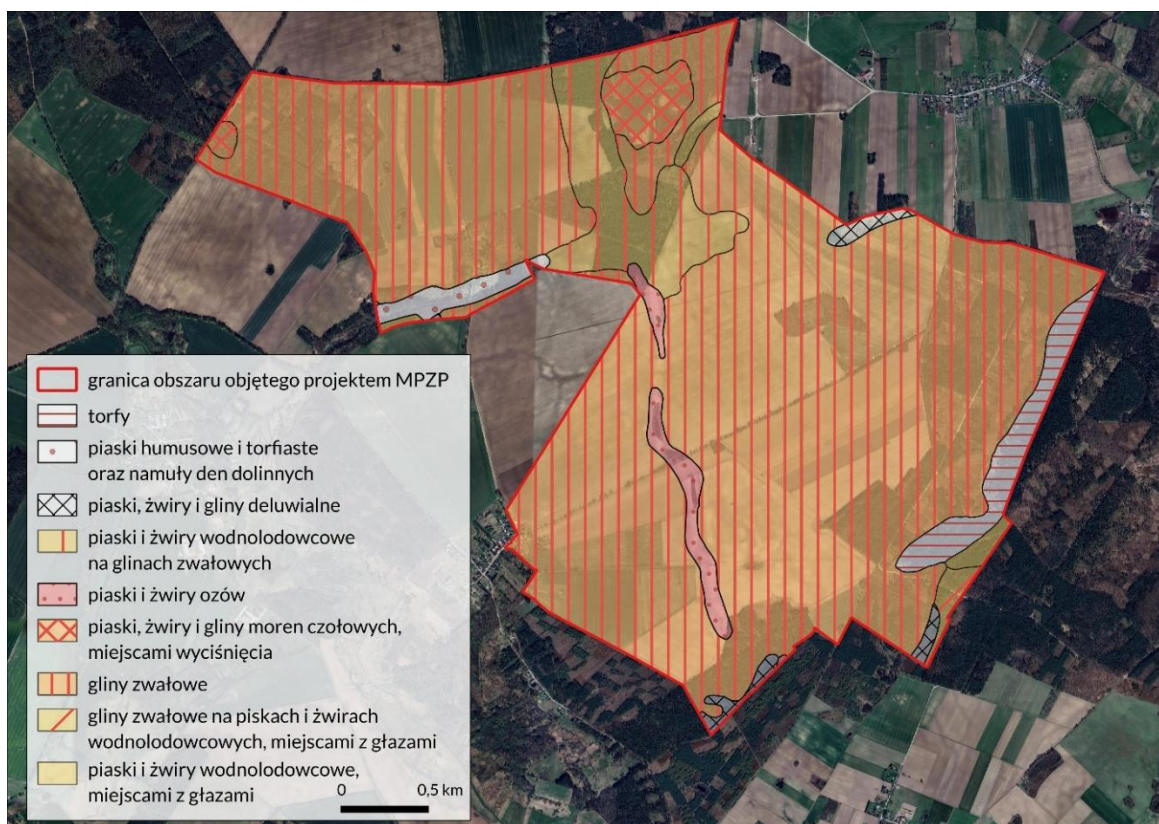 granica obszaru objętego projektem MPZP
torfy
piaski humusowe i torfiaste
oraz namuły den dolinnych
piaski, żwiry i gliny deluwialne
piaski i żwiry wodnolodowcowe
na glinach zwałowych
piaski i żwiry ozów
piaski, żwiry i gliny moren czołowych,
miejscami wyciśnięcia
gliny zwałowe
gliny zwałowe na piskach i żwirach
wodnolodowcowych, miejscami z głazami
piaski i żwiry wodnolodowcowe,
miejscami z głazami
0 0,5 km